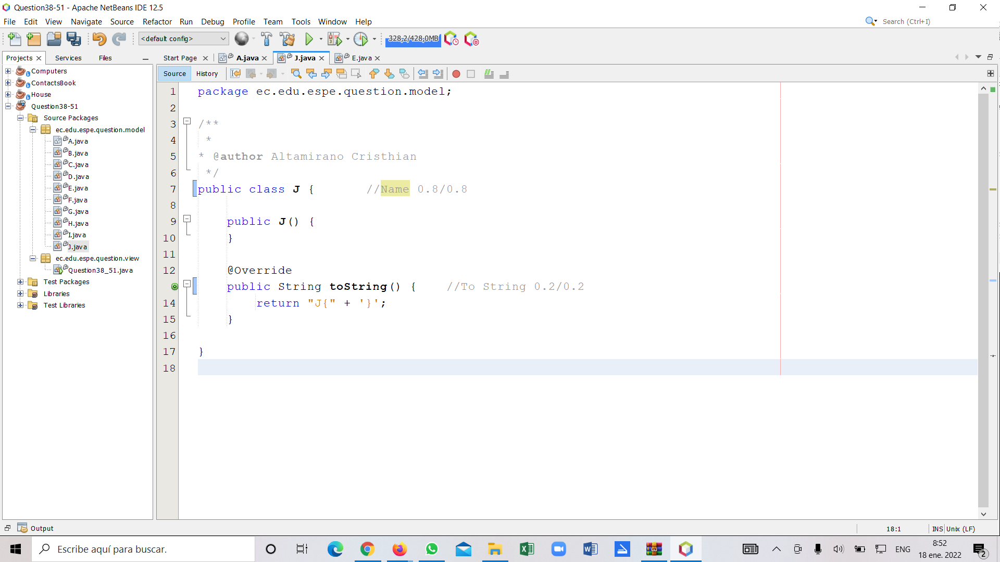 Question38-51 - Apache NetBeans IDE 12.5
File Edit View Navigate Source Refactor Run Debug Profile Team Tools Window Help
Search (Ctrl+I)
<default config>
328,2/428,0MB
Projects Services Files
Start Page A.java J.java E.java
Source History
Computers
ContactsBook
House
Question38-51
Source Packages
ec.edu.espe.question.model
A.java
B.java
C.java
D.java
E.java
F.java
G.java
H.java
I.java
J.java
ec.edu.espe.question.view
Question38_51.java
Test Packages
Libraries
Test Libraries
1 package ec.edu.espe.question.model;
2
3 /**
4 *
5 * @author Altamirano Cristhian
6 */
7 public class J { //Name 0.8/0.8
8
9 public J() {
10 }
11
12 @Override
public String toString() { //To String 0.2/0.2
14 return "J{" + '}';
15 }
16
17 }
18
Output
18:1 INS Unix (LF)
Escribe aquí para buscar.
ENG
8:52
18 ene. 2022
2